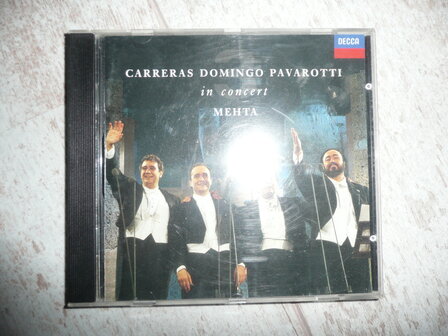 DECCA
CARRERAS DOMINGO PAVAROTTI
in concert
MEHTA